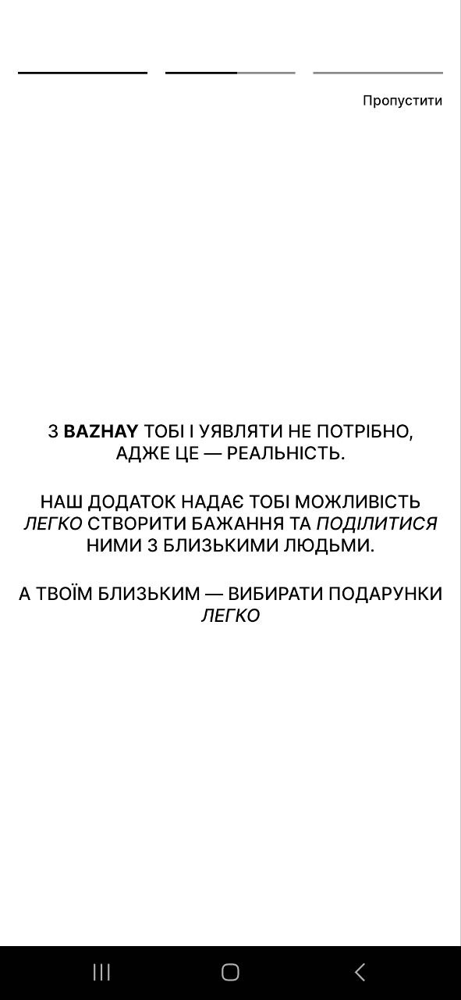 Пропустити
З BAZHAY ТОБІ І УЯВЛЯТИ НЕ ПОТРІБНО,
АДЖЕ ЦЕ — РЕАЛЬНІСТЬ.
НАШ ДОДАТОК НАДАЄ ТОБІ МОЖЛИВІСТЬ
ЛЕГКО СТВОРИТИ БАЖАННЯ ТА ПОДІЛИТИСЯ
НИМИ З БЛИЗЬКИМИ ЛЮДЬМИ.
А ТВОЇМ БЛИЗЬКИМ — ВИБИРАТИ ПОДАРУНКИ
ЛЕГКО